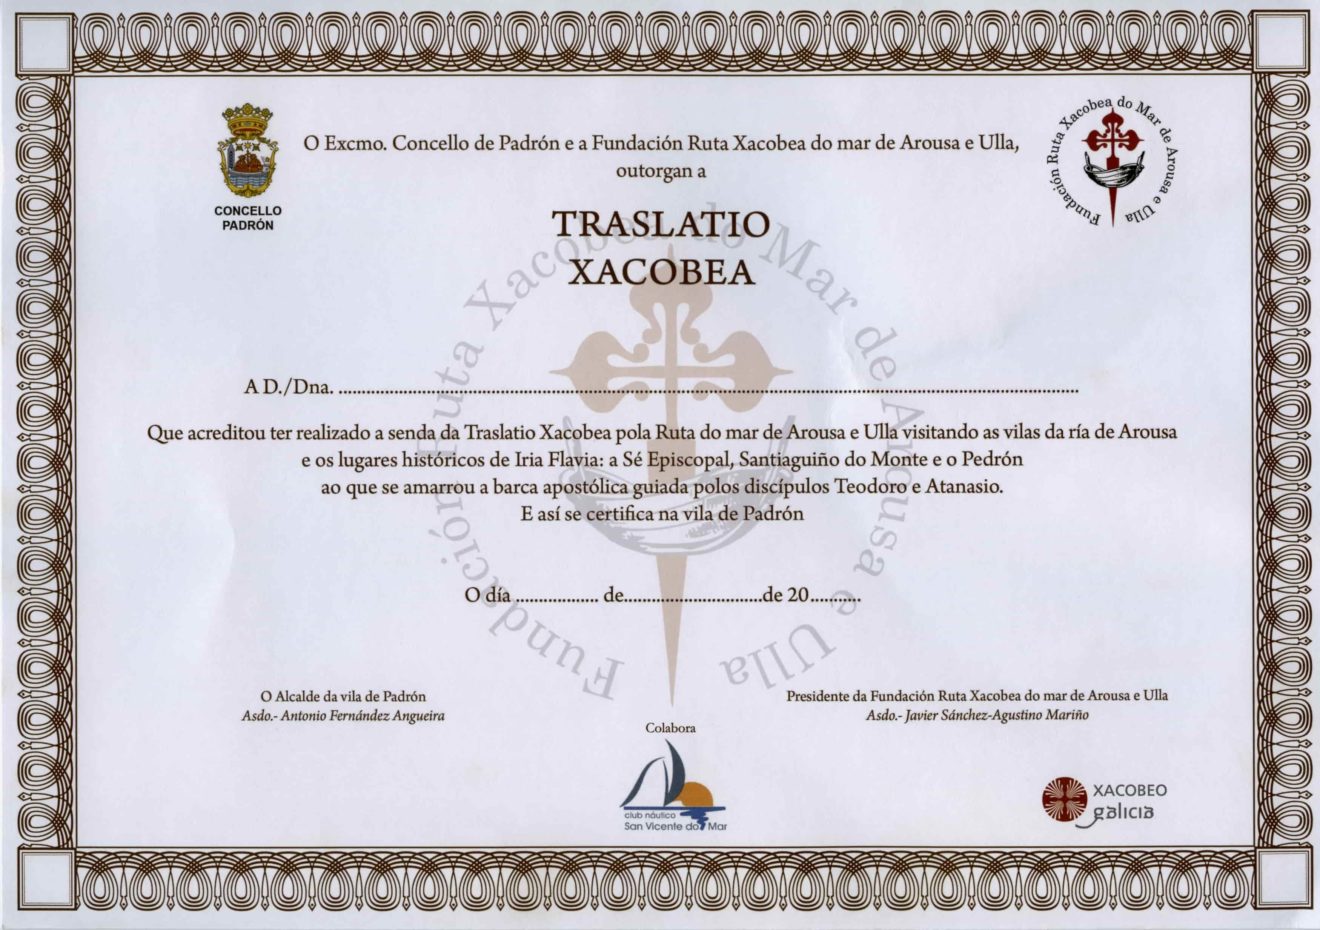 O Excmo. Concello de Padrón e a Fundación Ruta Xacobea do mar de Arousa e Ulla,
outorgan a
CONCELLO
PADRÓN
Fundación Ruta Xacobea do Mar de Arousa e Ulla
TRASLATIO
XACOBEA
Fundación Ruta Xacobea do Mar de Arousa e Ulla
A D./Dna. ..........
Que acreditou ter realizado a senda da Traslatio Xacobea pola Ruta do mar de Arousa e Ulla visitando as vilas da ría de Arousa
e os lugares históricos de Iria Flavia: a Sé Episcopal, Santiaguiño do Monte e o Pedrón
ao que se amarrou a barca apostólica guiada polos discípulos Teodoro e Atanasio.
E así se certifica na vila de Padrón
O día .................. de..............................de 20...........
O Alcalde da vila de Padrón
Asdo.- Antonio Fernández Angueira
Presidente da Fundación Ruta Xacobea do mar de Arousa e Ulla
Asdo.- Javier Sánchez-Agustino Mariño
Colabora
club náutico
San Vicente do Mar
XACOBEO
galicia